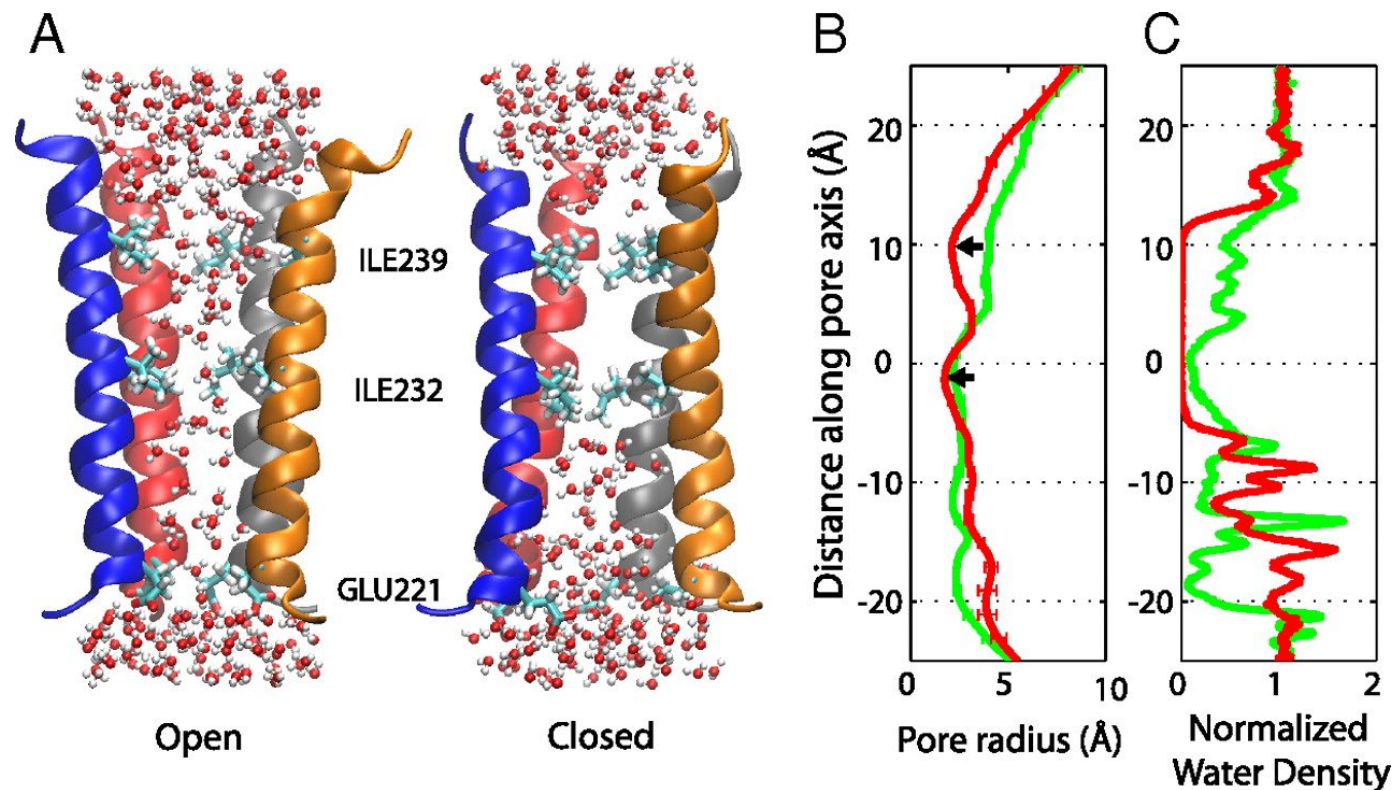 A
B
C
ILE239
ILE232
GLU221
Open
Closed
Distance along pore axis (Å)
20
10
0
-10
-20
0
5
10
Pore radius (Å)
20
10
0
-10
-20
0
1
2
Normalized
Water Density